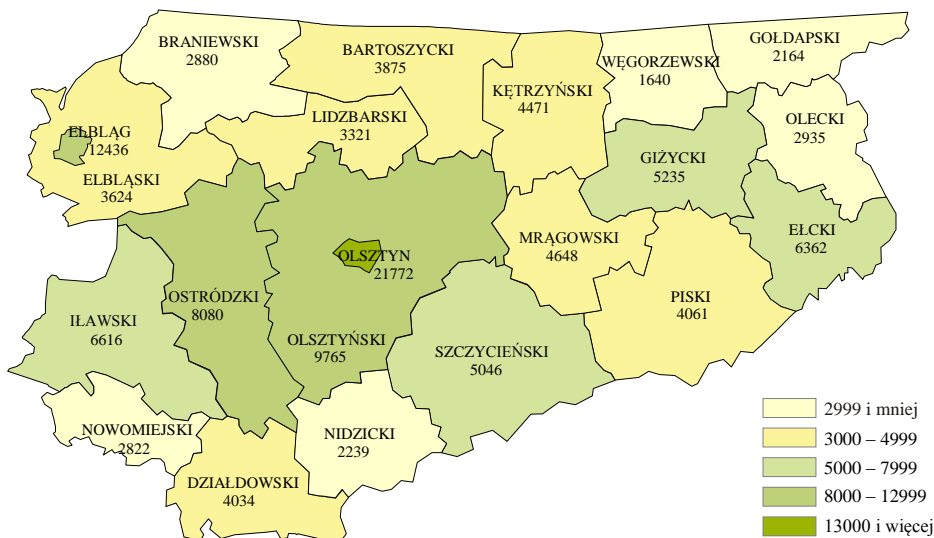 BRANIEWSKI
2880
BARTOSZYCKI
3875
GOŁDAPSKI
2164
WĘGORZEWSKI
1640
KĘTRZYŃSKI
4471
LIDZBARSKI
3321
OLECKI
2935
ELBLĄG
12436
GIŻYCKI
5235
ELBLĄSKI
3624
EŁCKI
6362
MRĄGOWSKI
4648
OLSZTYN
21772
OSTRÓDZKI
8080
PISKI
4061
IŁAWSKI
6616
OLSZTYŃSKI
9765
SZCZYCIEŃSKI
5046
NOWOMIEJSKI
2822
NIDZICKI
2239
DZIAŁDOWSKI
4034
2999 i mniej
3000 – 4999
5000 – 7999
8000 – 12999
13000 i więcej